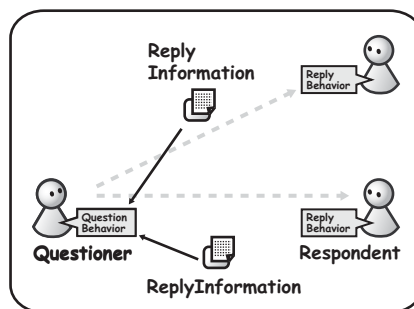 Reply
Information
Reply
Behavior
Question
Behavior
Reply
Behavior
Questioner
Respondent
ReplyInformation